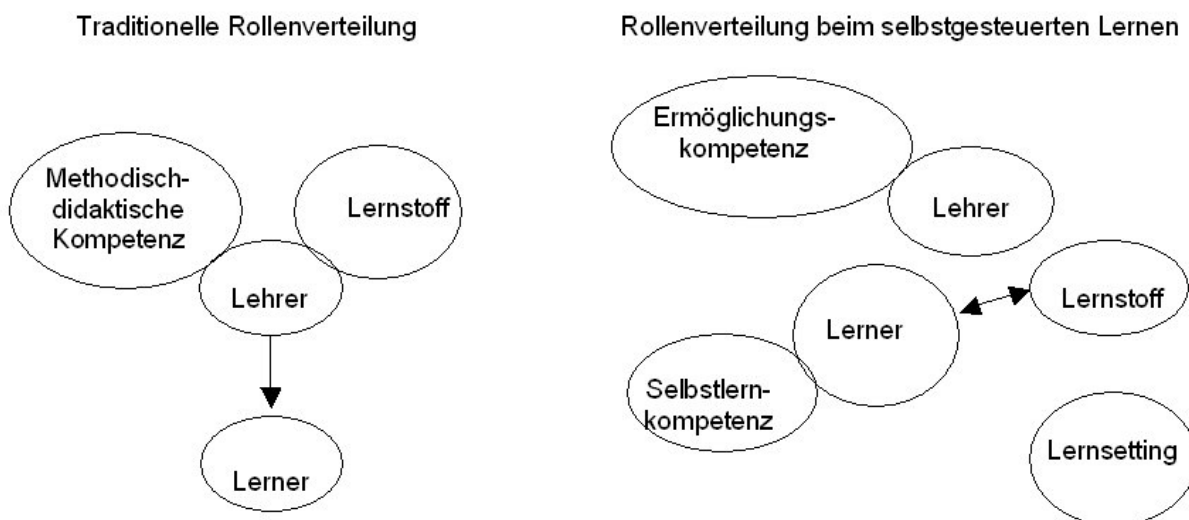 Traditionelle Rollenverteilung
Methodisch-
didaktische
Kompetenz
Lernstoff
Lehrer
Lerner
Rollenverteilung beim selbstgesteuerten Lernen
Ermöglichungs-
kompetenz
Lehrer
Lernstoff
Lerner
Selbstlern-
kompetenz
Lernsetting